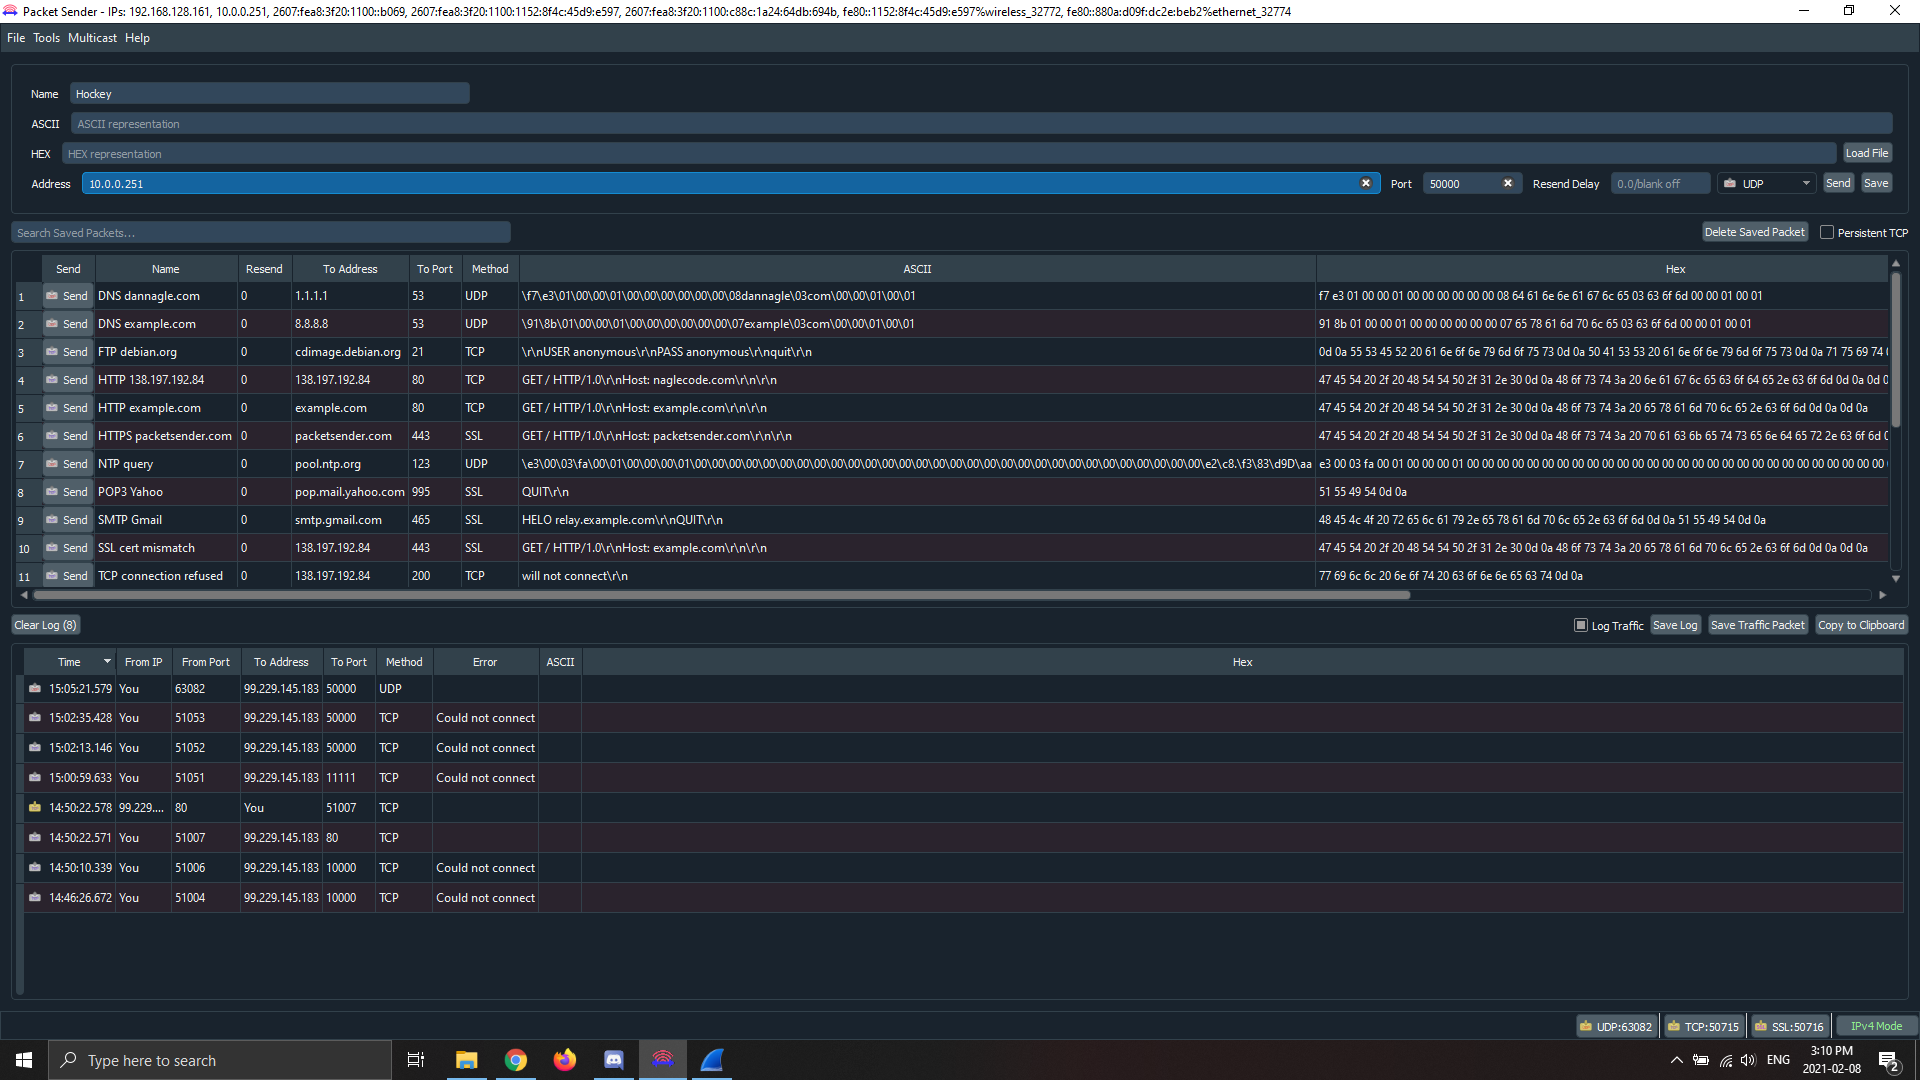 Packet Sender - IPs: 192.168.128.161, 10.0.0.251, 2607:fea8:3f20:1100::b069, 2607:fea8:3f20:1100:1152:8f4c:45d9:e597, 2607:fea8:3f20:1100:c88c:1a24:64db:694b, fe80::1152:8f4c:45d9:e597%wireless_32772, fe80::880a:d09f:dc2e:beb2%ethernet_32774
File Tools Multicast Help
Name Hockey
ASCII ASCII representation
HEX HEX representation Load File
Address 10.0.0.251 Port 50000 Resend Delay 0.0/blank off UDP Send Save
Search Saved Packets... Delete Saved Packet Persistent TCP
Send Name Resend To Address To Port Method ASCII Hex
1 Send DNS dannagle.com 0 1.1.1.1 53 UDP \f7\e3\01\00\00\01\00\00\00\00\00\00\08dannagle\03com\00\00\01\00\01 f7 e3 01 00 00 01 00 00 00 00 00 00 08 64 61 6e 6e 61 67 6c 65 03 63 6f 6d 00 00 01 00 01
2 Send DNS example.com 0 8.8.8.8 53 UDP \91\8b\01\00\00\01\00\00\00\00\00\00\07example\03com\00\00\01\00\01 91 8b 01 00 00 01 00 00 00 00 00 00 07 65 78 61 6d 70 6c 65 03 63 6f 6d 00 00 01 00 01
3 Send FTP debian.org 0 cdimage.debian.org 21 TCP \r\nUSER anonymous\r\nPASS anonymous\r\nquit\r\n 0d 0a 55 53 45 52 20 61 6e 6f 6e 79 6d 6f 75 73 0d 0a 50 41 53 53 20 61 6e 6f 6e 79 6d 6f 75 73 0d 0a 71 75 69 74
4 Send HTTP 138.197.192.84 0 138.197.192.84 80 TCP GET / HTTP/1.0\r\nHost: naglecode.com\r\n\r\n 47 45 54 20 2f 20 48 54 54 50 2f 31 2e 30 0d 0a 48 6f 73 74 3a 20 6e 61 67 6c 65 63 6f 64 65 2e 63 6f 6d 0d 0a 0d
5 Send HTTP example.com 0 example.com 80 TCP GET / HTTP/1.0\r\nHost: example.com\r\n\r\n 47 45 54 20 2f 20 48 54 54 50 2f 31 2e 30 0d 0a 48 6f 73 74 3a 20 65 78 61 6d 70 6c 65 2e 63 6f 6d 0d 0a 0d 0a
6 Send HTTPS packetsender.com 0 packetsender.com 443 SSL GET / HTTP/1.0\r\nHost: packetsender.com\r\n\r\n 47 45 54 20 2f 20 48 54 54 50 2f 31 2e 30 0d 0a 48 6f 73 74 3a 20 70 61 63 6b 65 74 73 65 6e 64 65 72 2e 63 6f 6d
7 Send NTP query 0 pool.ntp.org 123 UDP \e3\00\03\fa\00\01\00\00\00\01\00\00\00\00\00\00\00\00\00\00\00\00\00\00\00\00\00\00\00\00\00\00\00\00\00\00\00\00\00\00\e2\c8.\f3\83\d9D\aa e3 00 03 fa 00 01 00 00 00 01 00 00 00 00 00 00 00 00 00 00 00 00 00 00 00 00 00 00 00 00 00 00 00 00 00 00 00 00
8 Send POP3 Yahoo 0 pop.mail.yahoo.com 995 SSL QUIT\r\n 51 55 49 54 0d 0a
9 Send SMTP Gmail 0 smtp.gmail.com 465 SSL HELO relay.example.com\r\nQUIT\r\n 48 45 4c 4f 20 72 65 6c 61 79 2e 65 78 61 6d 70 6c 65 2e 63 6f 6d 0d 0a 51 55 49 54 0d 0a
10 Send SSL cert mismatch 0 138.197.192.84 443 SSL GET / HTTP/1.0\r\nHost: example.com\r\n\r\n 47 45 54 20 2f 20 48 54 54 50 2f 31 2e 30 0d 0a 48 6f 73 74 3a 20 65 78 61 6d 70 6c 65 2e 63 6f 6d 0d 0a 0d 0a
11 Send TCP connection refused 0 138.197.192.84 200 TCP will not connect\r\n 77 69 6c 6c 20 6e 6f 74 20 63 6f 6e 6e 65 63 74 0d 0a
Clear Log (8) Log Traffic Save Log Save Traffic Packet Copy to Clipboard
Time From IP From Port To Address To Port Method Error ASCII Hex
15:05:21.579 You 63082 99.229.145.183 50000 UDP
15:02:35.428 You 51053 99.229.145.183 50000 TCP Could not connect
15:02:13.146 You 51052 99.229.145.183 50000 TCP Could not connect
15:00:59.633 You 51051 99.229.145.183 11111 TCP Could not connect
14:50:22.578 99.229.... 80 You 51007 TCP
14:50:22.571 You 51007 99.229.145.183 80 TCP
14:50:10.339 You 51006 99.229.145.183 10000 TCP Could not connect
14:46:26.672 You 51004 99.229.145.183 10000 TCP Could not connect
UDP:63082 TCP:50715 SSL:50716 IPv4 Mode
Type here to search ENG 3:10 PM
2021-02-08 2